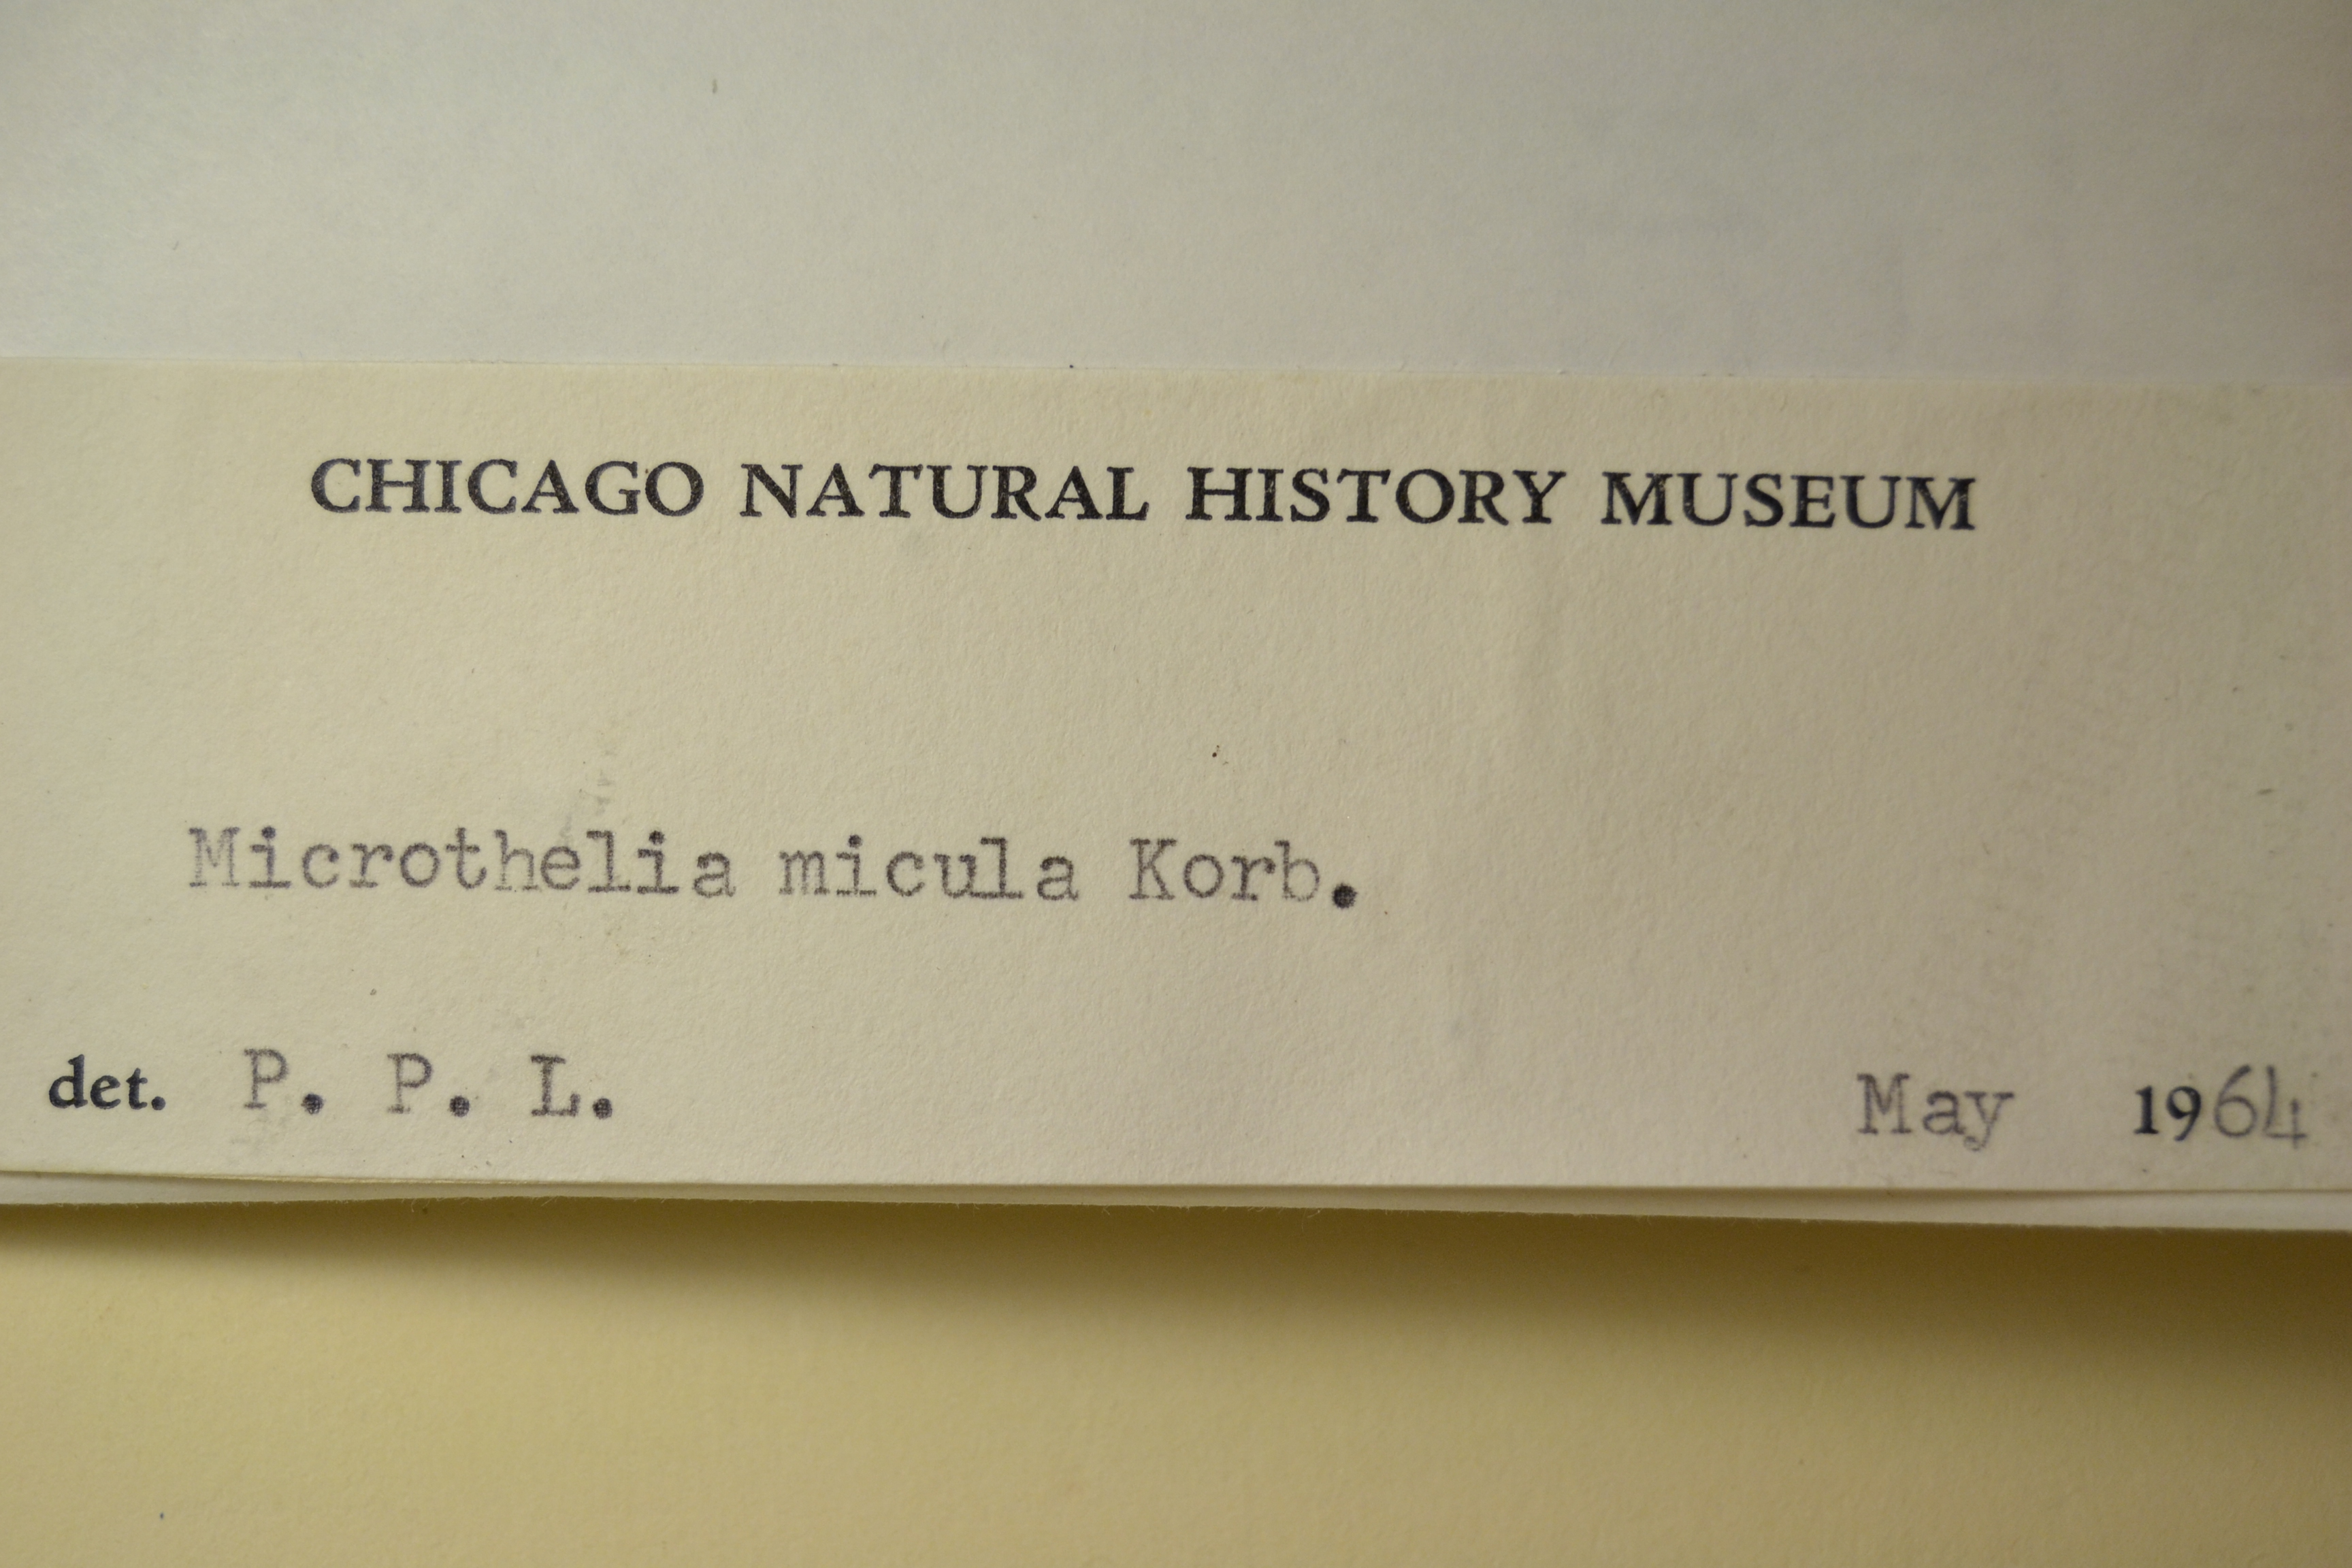 CHICAGO NATURAL HISTORY MUSEUM
Microthelia micula Korb.
det. P. P. L. May 1964